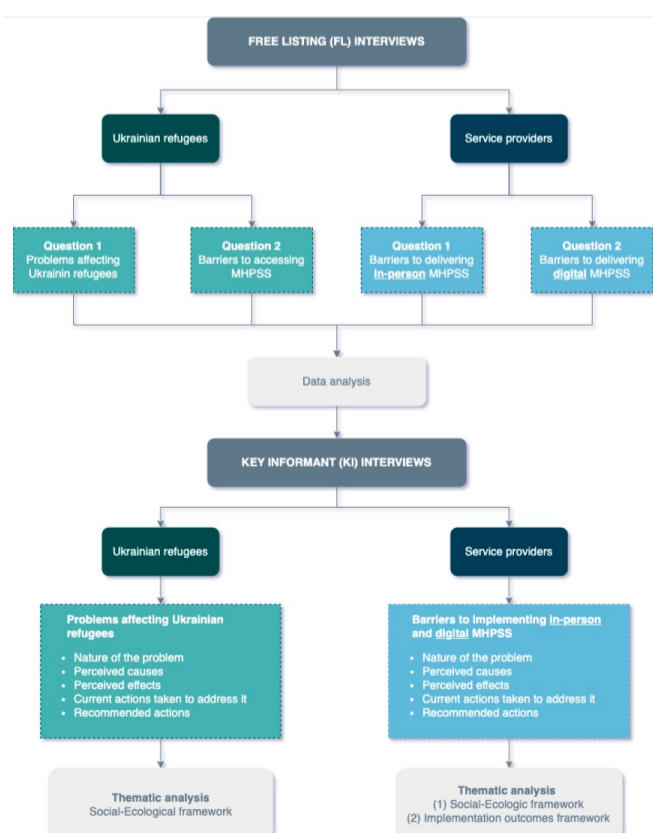 FREE LISTING (FL) INTERVIEWS
Ukrainian refugees
Service providers
Question 1
Problems affecting
Ukrainin refugees
Question 2
Barriers to accessing
MHPSS
Question 1
Barriers to delivering
in-person MHPSS
Question 2
Barriers to delivering
digital MHPSS
Data analysis
KEY INFORMANT (KI) INTERVIEWS
Ukrainian refugees
Service providers
Problems affecting Ukrainian
refugees
• Nature of the problem
• Perceived causes
• Perceived effects
• Current actions taken to address it
• Recommended actions
Barriers to implementing in-person
and digital MHPSS
• Nature of the problem
• Perceived causes
• Perceived effects
• Current actions taken to address it
• Recommended actions
Thematic analysis
Social-Ecological framework
Thematic analysis
(1) Social-Ecologic framework
(2) Implementation outcomes framework